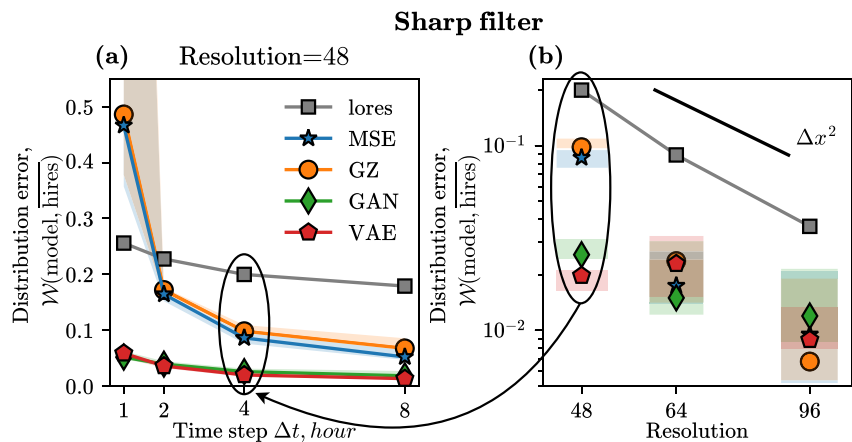 Sharp filter
(a)
Resolution=48
Distribution error,
𝒲(model, hires)
0.5
0.4
0.3
0.2
0.1
0.0
1
2
4
8
Time step Δt, hour
lores
MSE
GZ
GAN
VAE
(b)
Distribution error,
𝒲(model, hires)
10⁻¹
10⁻²
Δx²
48
64
96
Resolution